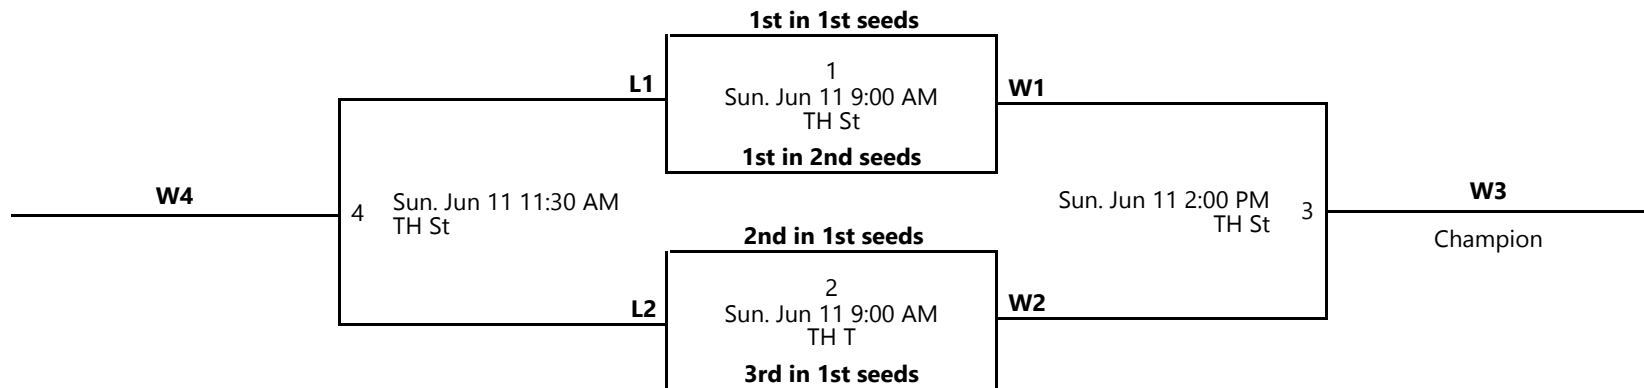 1st in 1st seeds
1
Sun. Jun 11 9:00 AM
TH St
1st in 2nd seeds
L1
W1
W4
4
Sun. Jun 11 11:30 AM
TH St
Sun. Jun 11 2:00 PM
TH St
3
W3
Champion
2nd in 1st seeds
2
Sun. Jun 11 9:00 AM
TH T
3rd in 1st seeds
L2
W2